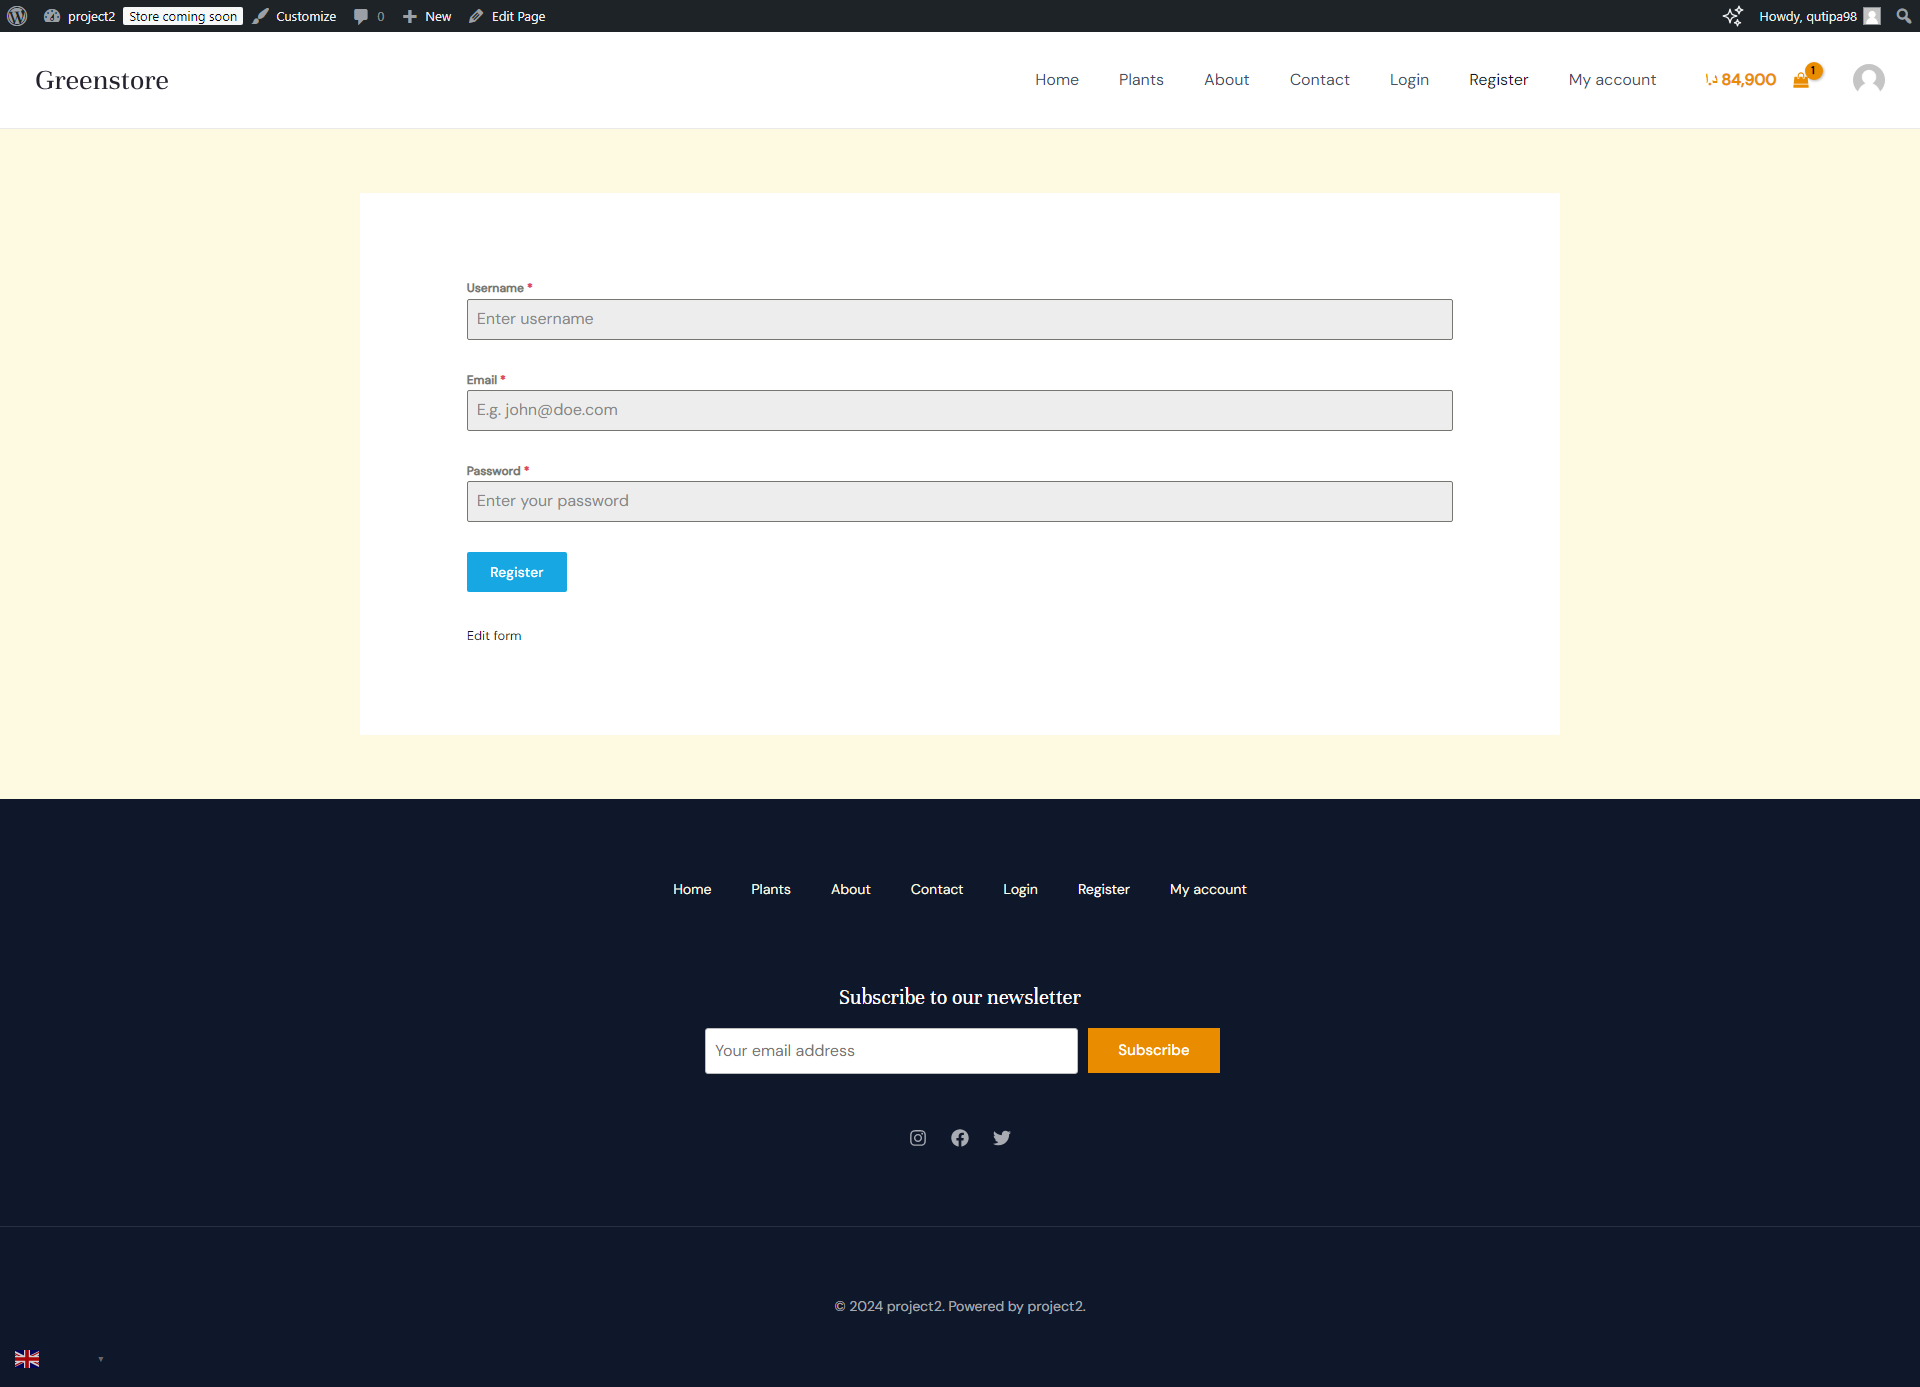 project2 Store coming soon Customize 0 New Edit Page Howdy, qutipa98
Greenstore Home Plants About Contact Login Register My account د.ا 84,900 1
Username *
Enter username
Email *
E.g. john@doe.com
Password *
Enter your password
Register
Edit form
Home Plants About Contact Login Register My account
Subscribe to our newsletter
Your email address Subscribe
© 2024 project2. Powered by project2.